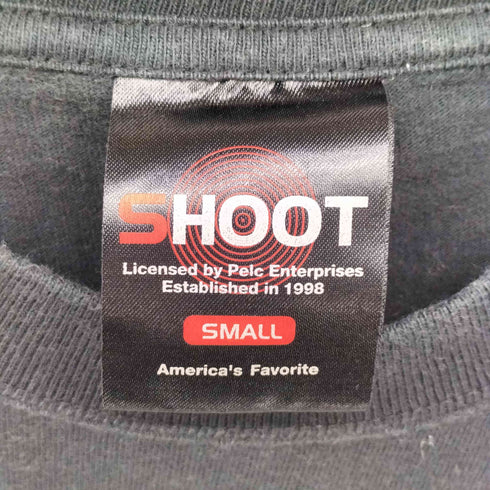 SHOOT
Licensed by Pelc Enterprises
Established in 1998
SMALL
America's Favorite